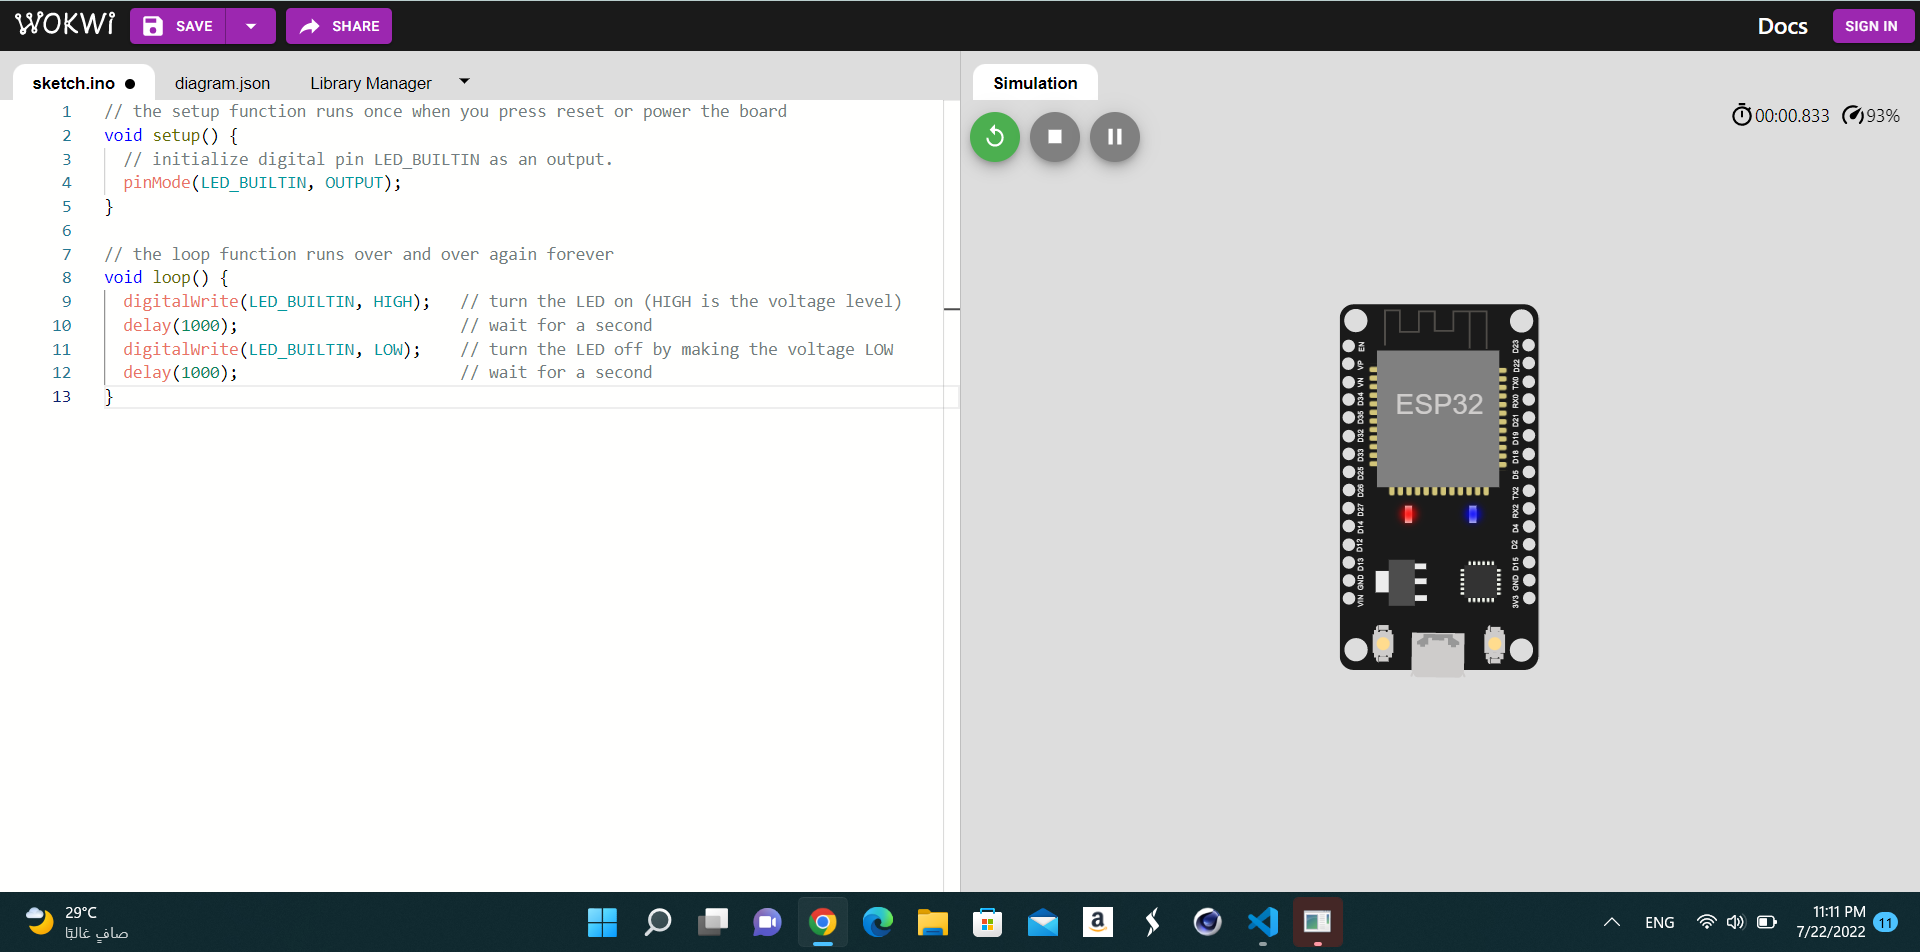 WOKWi
SAVE
SHARE
Docs
SIGN IN
sketch.ino ●
diagram.json
Library Manager
Simulation
00:00.833
93%
1 // the setup function runs once when you press reset or power the board
2 void setup() {
3 // initialize digital pin LED_BUILTIN as an output.
4 pinMode(LED_BUILTIN, OUTPUT);
5 }
6
7 // the loop function runs over and over again forever
8 void loop() {
9 digitalWrite(LED_BUILTIN, HIGH); // turn the LED on (HIGH is the voltage level)
10 delay(1000); // wait for a second
11 digitalWrite(LED_BUILTIN, LOW); // turn the LED off by making the voltage LOW
12 delay(1000); // wait for a second
13 }
ESP32
EN
VP
VN
D34
D35
D32
D33
D25
D26
D27
D14
D12
D13
GND
VIN
D23
D22
TX0
RX0
D21
D19
D18
D5
TX2
RX2
D4
D2
D15
GND
3V3
29°C
صافٍ غالبًا
a
ENG
11:11 PM
7/22/2022
11